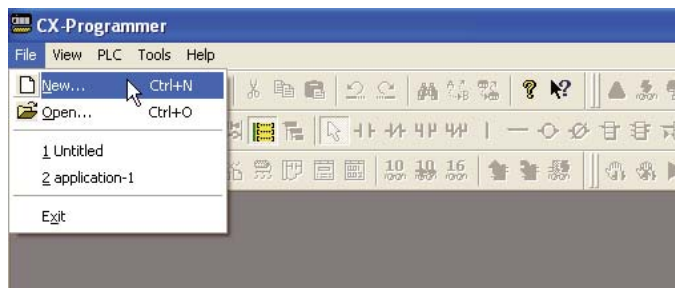 CX-Programmer
File View PLC Tools Help
New... Ctrl+N
Open... Ctrl+O
1 Untitled
2 application-1
Exit
10 10 16